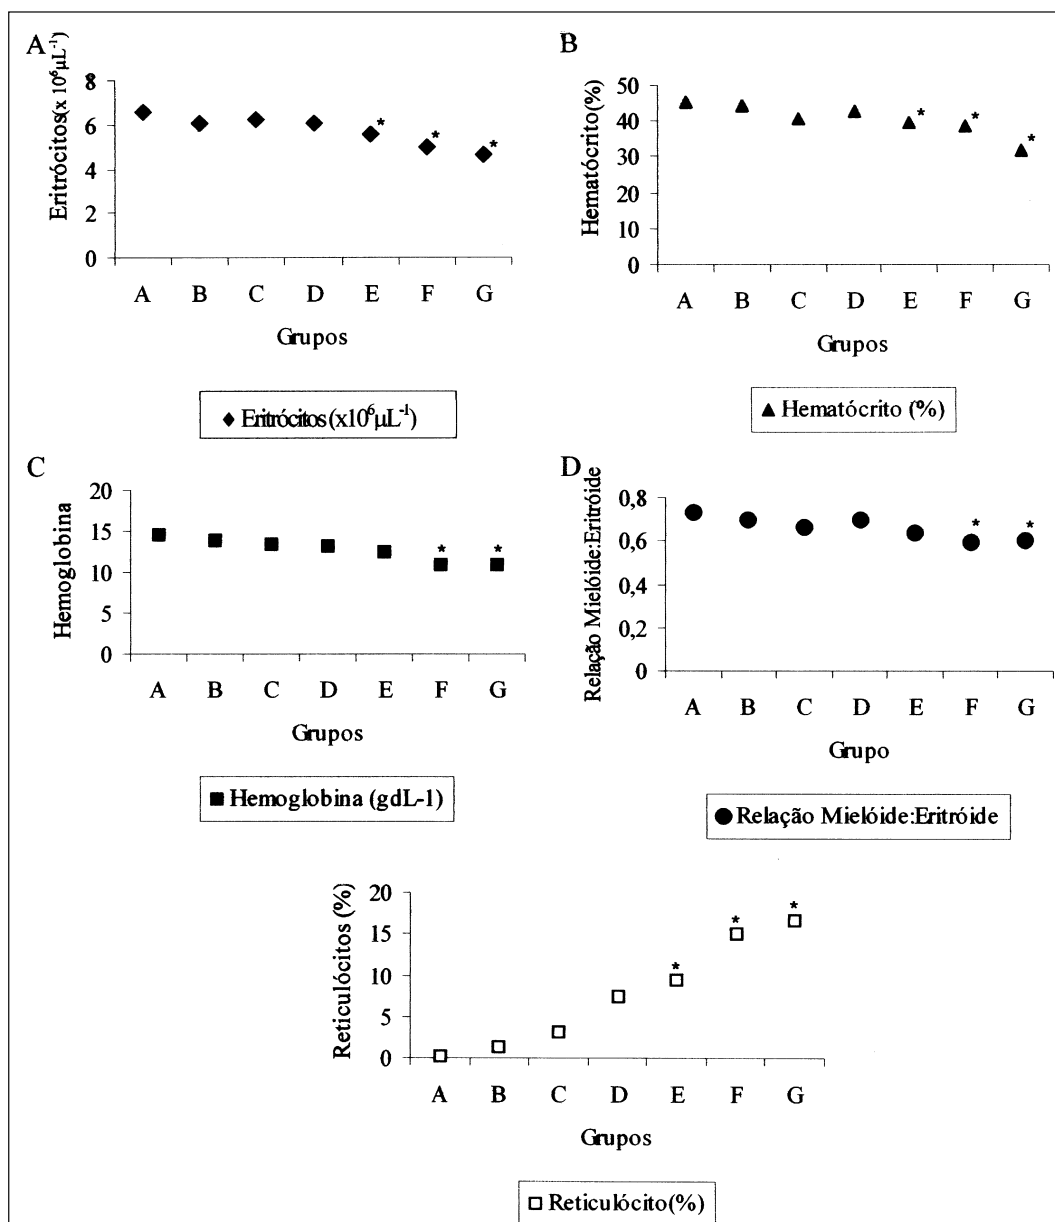 A
Eritrócitos(x 10⁶µL⁻¹)
8
6
4
2
0
*
*
*
A B C D E F G
Grupos
◆ Eritrócitos(x10⁶µL⁻¹)
B
Hematócrito(%)
50
40
30
20
10
0
*
*
*
A B C D E F G
Grupos
▲ Hematócrito (%)
C
Hemoglobina
20
15
10
5
0
* *
A B C D E F G
Grupos
■ Hemoglobina (gdL-1)
D
Relação Mielóide:Eritróide
0,8
0,6
0,4
0,2
0
* *
A B C D E F G
Grupo
● Relação Mielóide:Eritróide
Reticulócitos (%)
20
15
10
5
0
*
*
*
A B C D E F G
Grupos
□ Reticulócito(%)